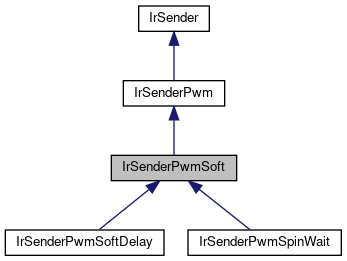 IrSender
IrSenderPwm
IrSenderPwmSoft
IrSenderPwmSoftDelay
IrSenderPwmSpinWait